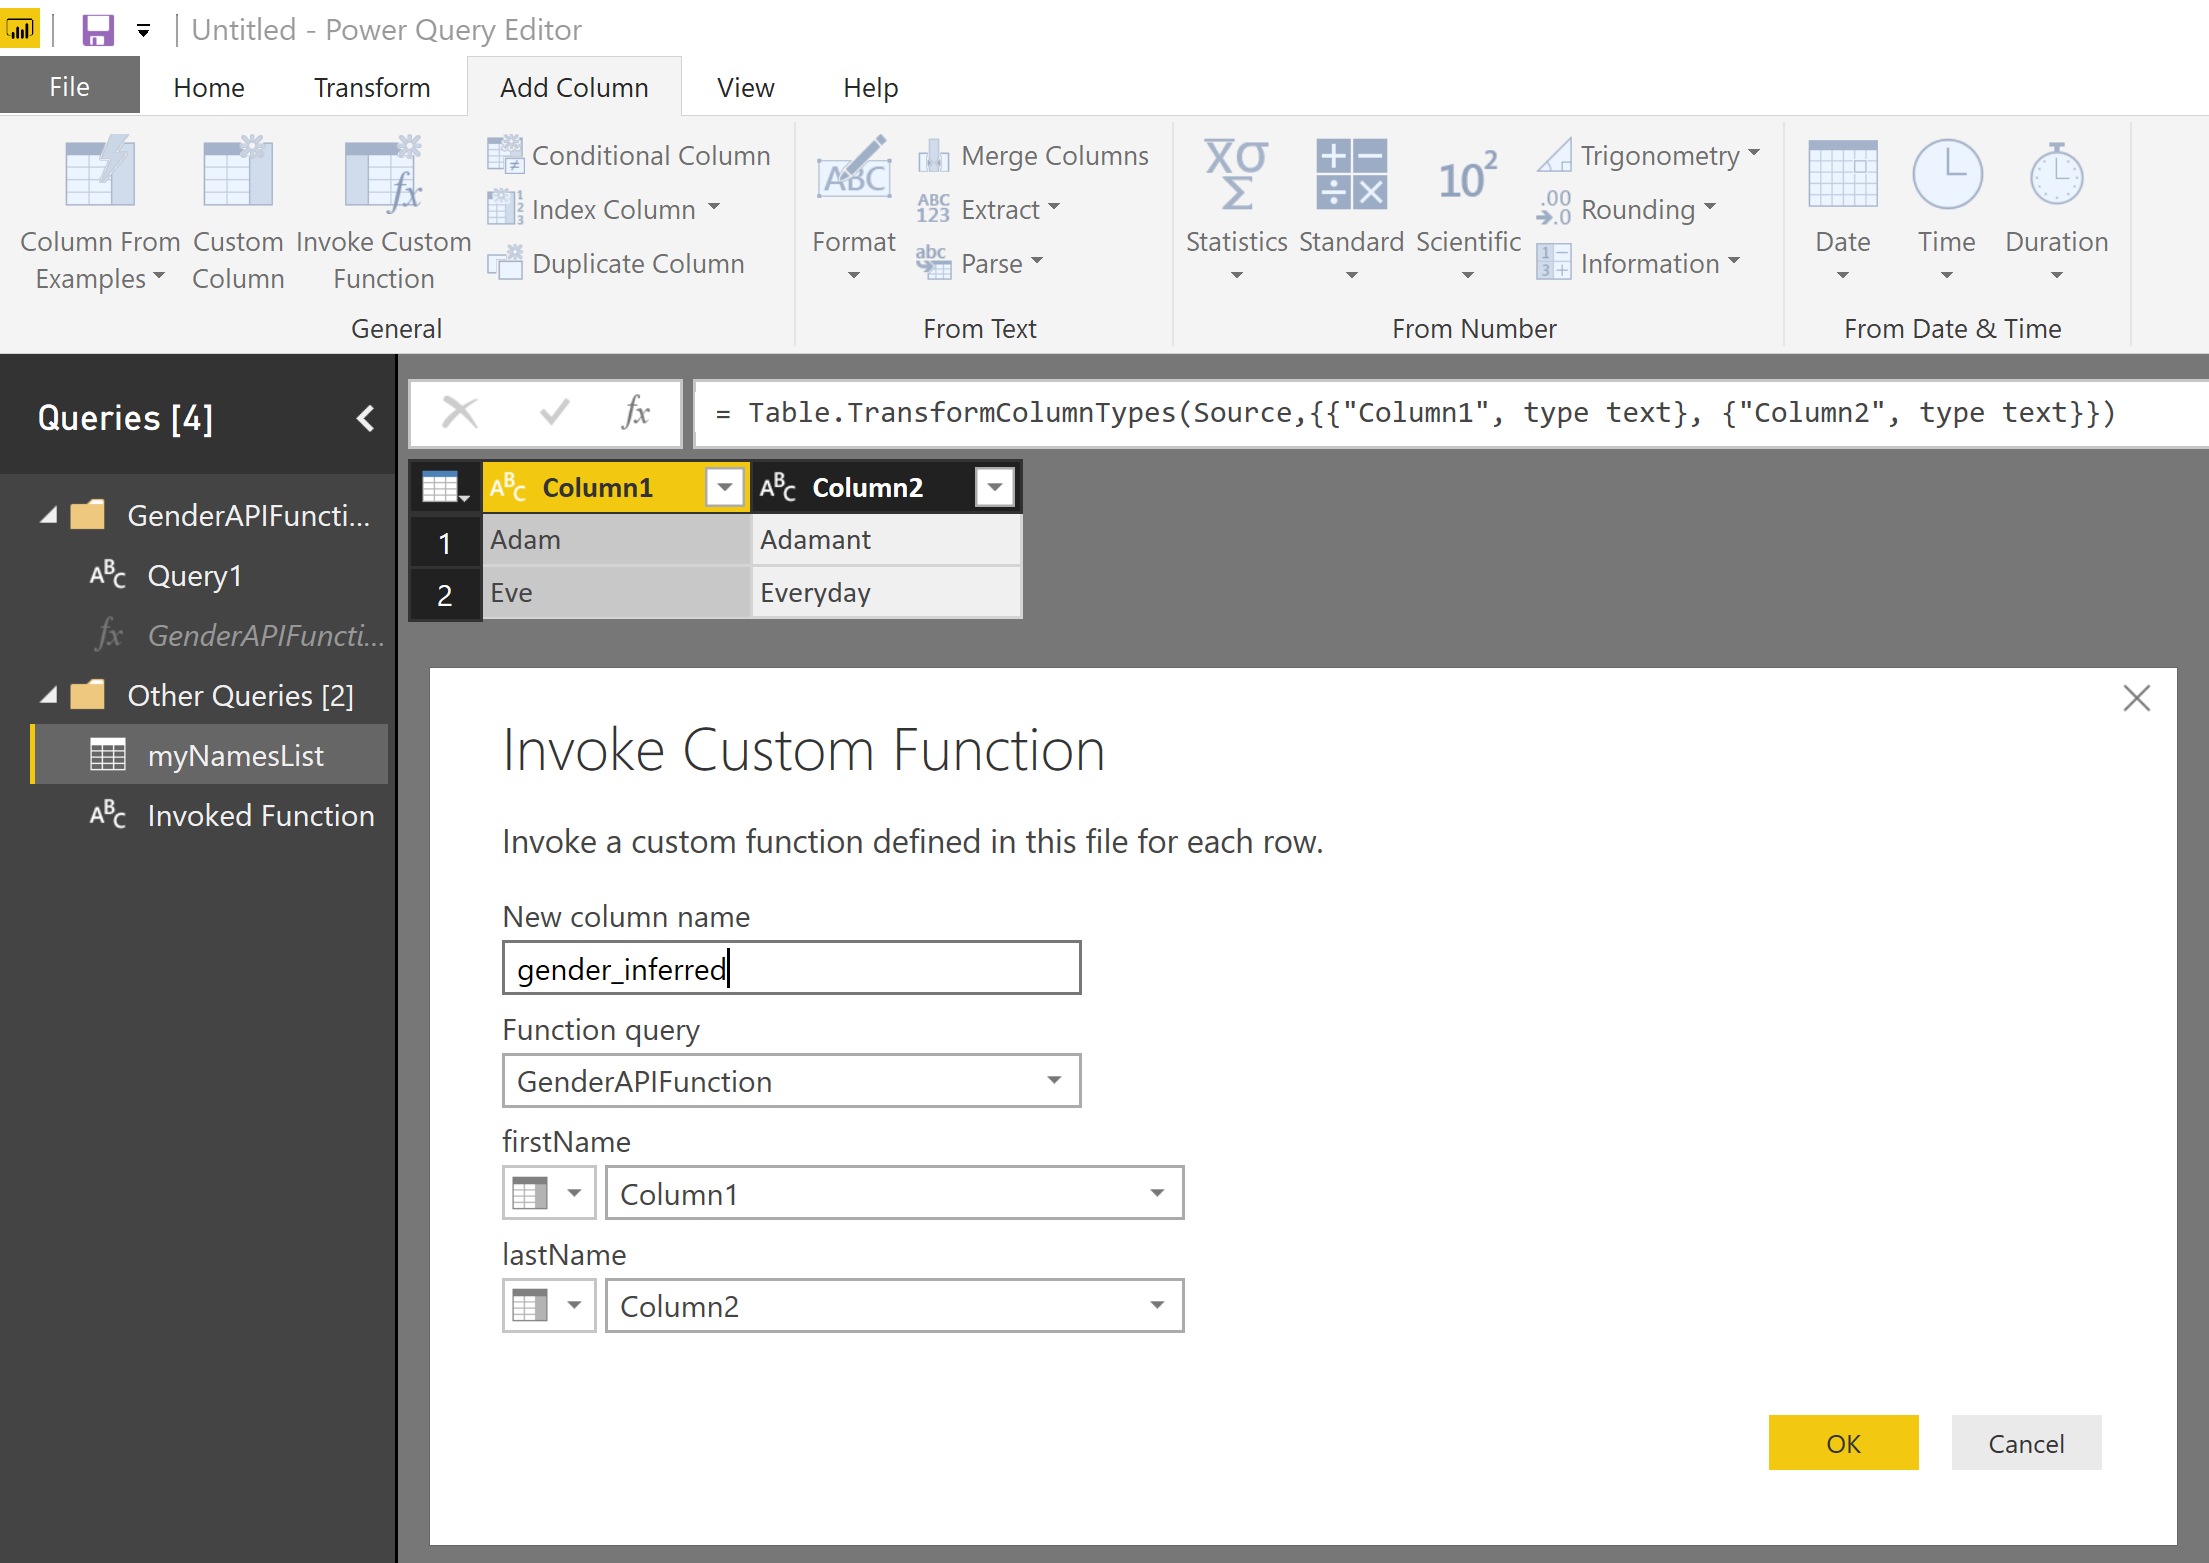 Untitled - Power Query Editor
File Home Transform Add Column View Help
Column From Examples
Custom Column
Invoke Custom Function
Conditional Column
Index Column
Duplicate Column
General
Format
Merge Columns
Extract
Parse
From Text
Statistics
Standard
Scientific
Trigonometry
Rounding
Information
From Number
Date
Time
Duration
From Date & Time
Queries [4]
= Table.TransformColumnTypes(Source,{{"Column1", type text}, {"Column2", type text}})
GenderAPIFuncti...
Query1
GenderAPIFuncti...
Other Queries [2]
myNamesList
Invoked Function
Column1 Column2
1 Adam Adamant
2 Eve Everyday
Invoke Custom Function
Invoke a custom function defined in this file for each row.
New column name
gender_inferred
Function query
GenderAPIFunction
firstName
Column1
lastName
Column2
OK Cancel